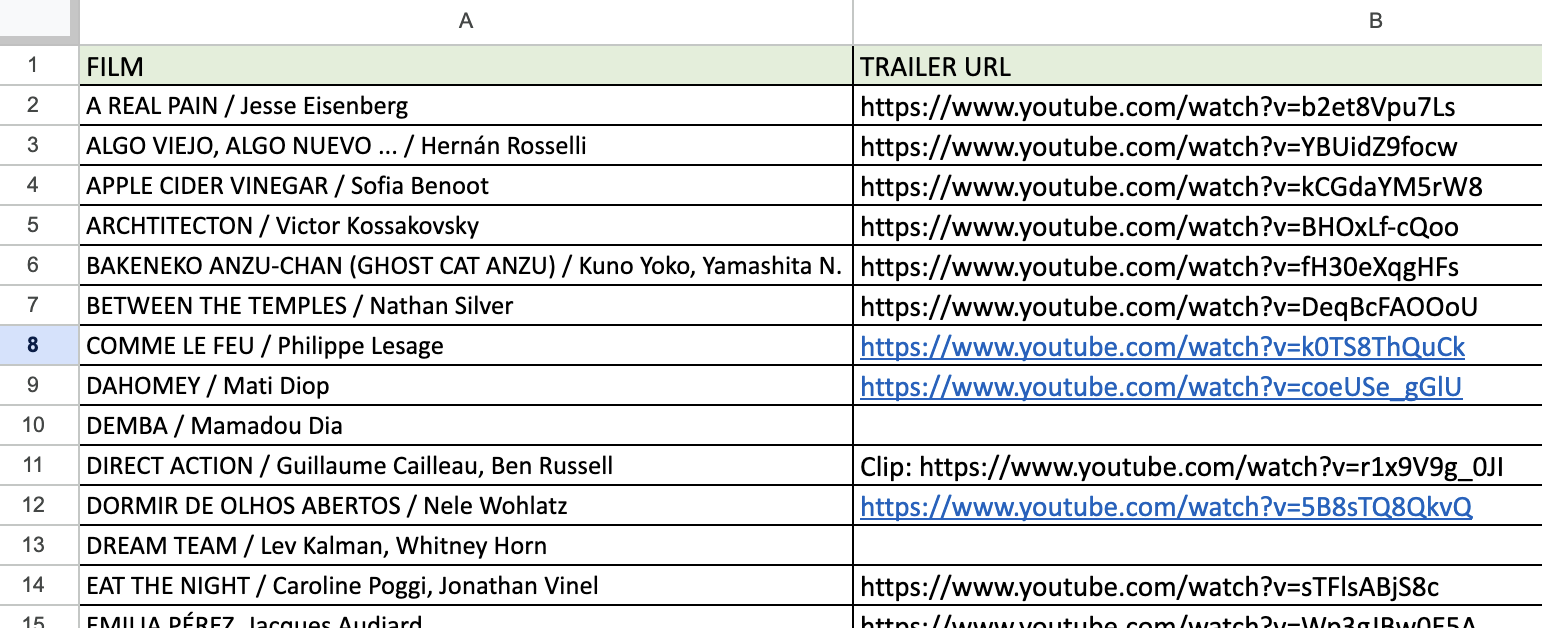 A B
1 FILM TRAILER URL
2 A REAL PAIN / Jesse Eisenberg https://www.youtube.com/watch?v=b2et8Vpu7Ls
3 ALGO VIEJO, ALGO NUEVO ... / Hernán Rosselli https://www.youtube.com/watch?v=YBUidZ9focw
4 APPLE CIDER VINEGAR / Sofia Benoot https://www.youtube.com/watch?v=kCGdaYM5rW8
5 ARCHTITECTON / Victor Kossakovsky https://www.youtube.com/watch?v=BHOxLf-cQoo
6 BAKENEKO ANZU-CHAN (GHOST CAT ANZU) / Kuno Yoko, Yamashita N. https://www.youtube.com/watch?v=fH30eXqgHFs
7 BETWEEN THE TEMPLES / Nathan Silver https://www.youtube.com/watch?v=DeqBcFAOOoU
8 COMME LE FEU / Philippe Lesage https://www.youtube.com/watch?v=k0TS8ThQuCk
9 DAHOMEY / Mati Diop https://www.youtube.com/watch?v=coeUSe_gGlU
10 DEMBA / Mamadou Dia
11 DIRECT ACTION / Guillaume Cailleau, Ben Russell Clip: https://www.youtube.com/watch?v=r1x9V9g_0JI
12 DORMIR DE OLHOS ABERTOS / Nele Wohlatz https://www.youtube.com/watch?v=5B8sTQ8QkvQ
13 DREAM TEAM / Lev Kalman, Whitney Horn
14 EAT THE NIGHT / Caroline Poggi, Jonathan Vinel https://www.youtube.com/watch?v=sTFlsABjS8c
15 EMILIA PÉREZ, Jacques Audiard